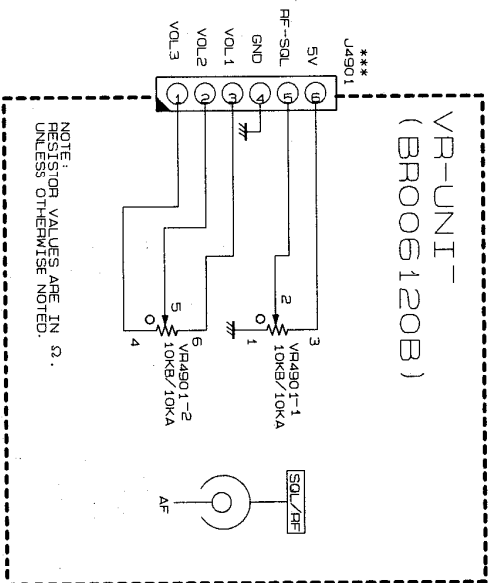 VR-UNI-
(BR006120B)
***
J4901
5V
RF-SQL
GND
VOL1
VOL2
VOL3
6
5
4
3
2
1
3
2
1
VR4901-1
10KB/10KA
6
5
4
VR4901-2
10KB/10KA
SQL/RF
AF
NOTE:
RESISTOR VALUES ARE IN Ω.
UNLESS OTHERWISE NOTED.